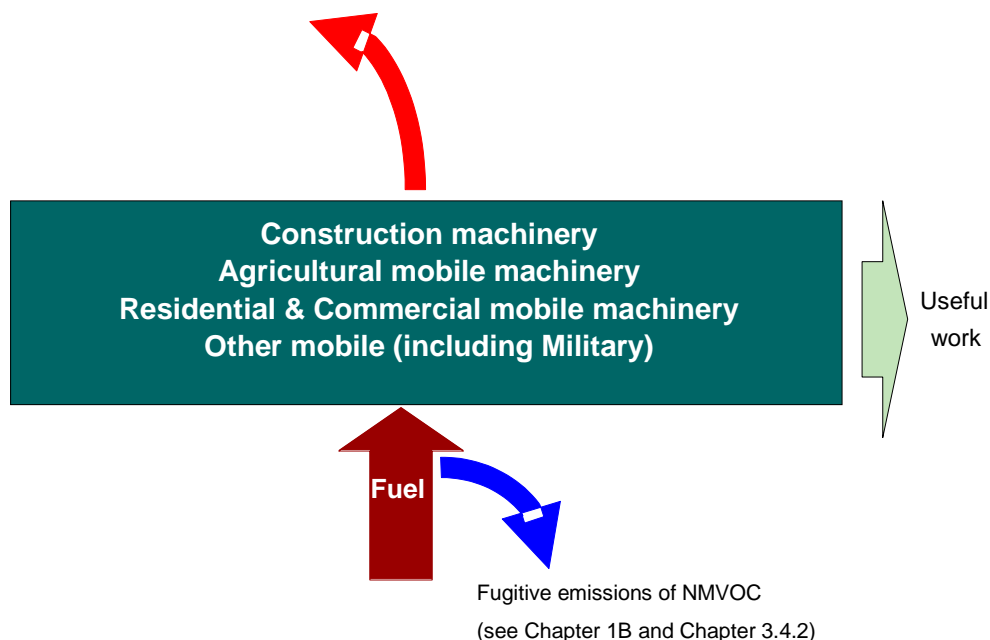 Construction machinery
Agricultural mobile machinery
Residential & Commercial mobile machinery
Other mobile (including Military)
Useful
work
Fuel
Fugitive emissions of NMVOC
(see Chapter 1B and Chapter 3.4.2)